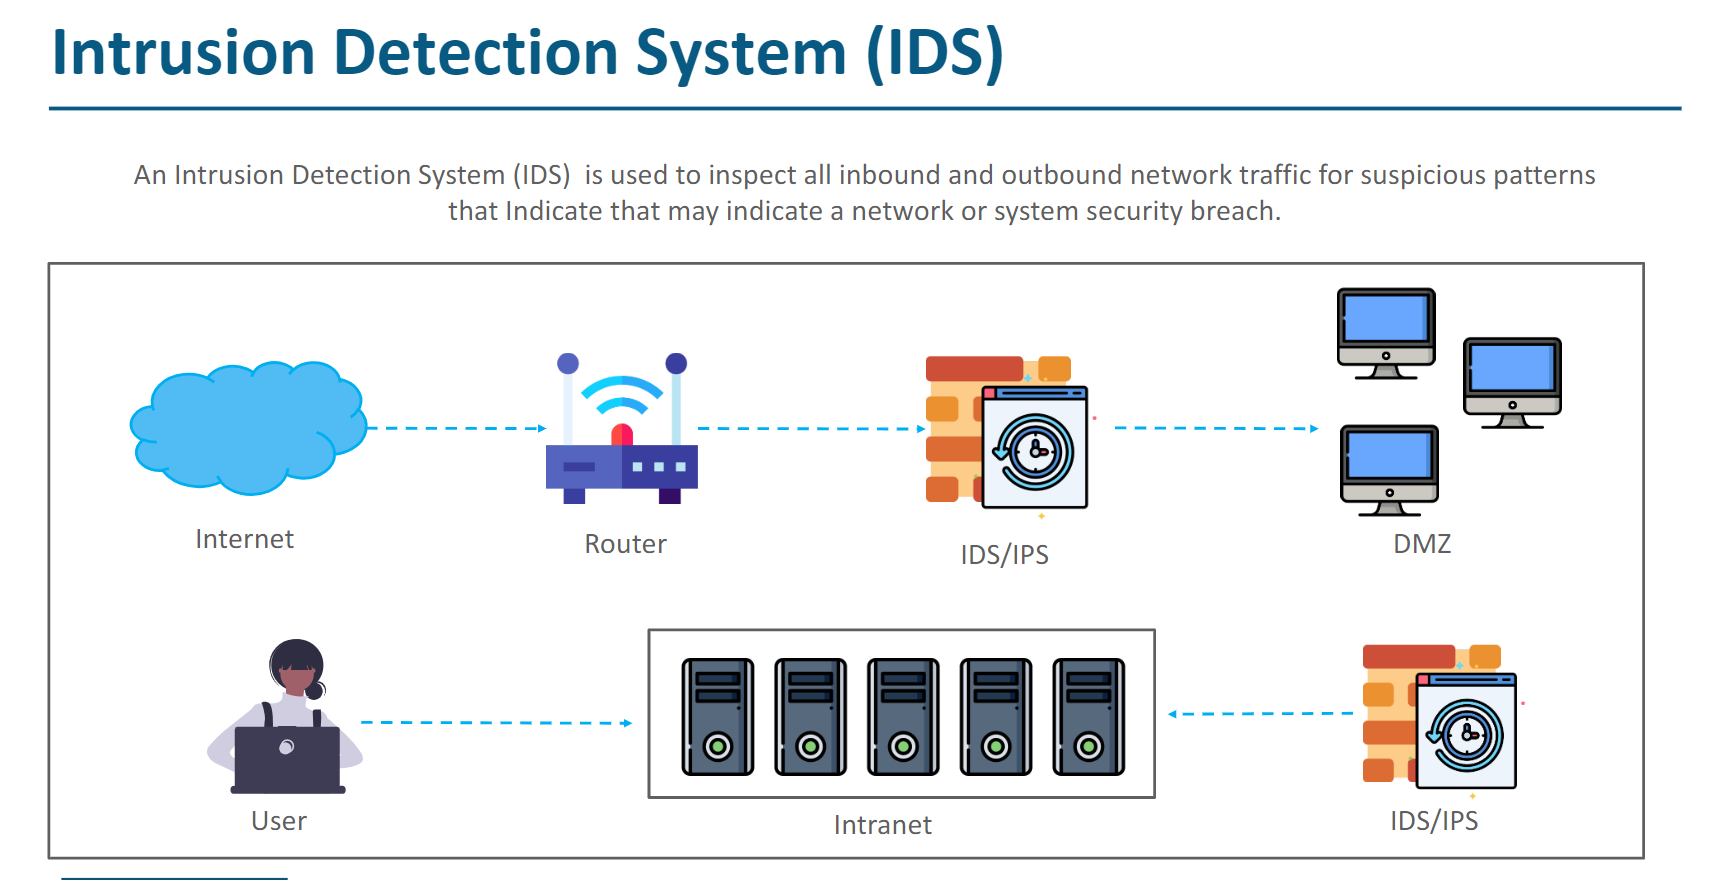 Intrusion Detection System (IDS)
An Intrusion Detection System (IDS)  is used to inspect all inbound and outbound network traffic for suspicious patterns
that Indicate that may indicate a network or system security breach.
Internet
Router
IDS/IPS
DMZ
User
Intranet
IDS/IPS